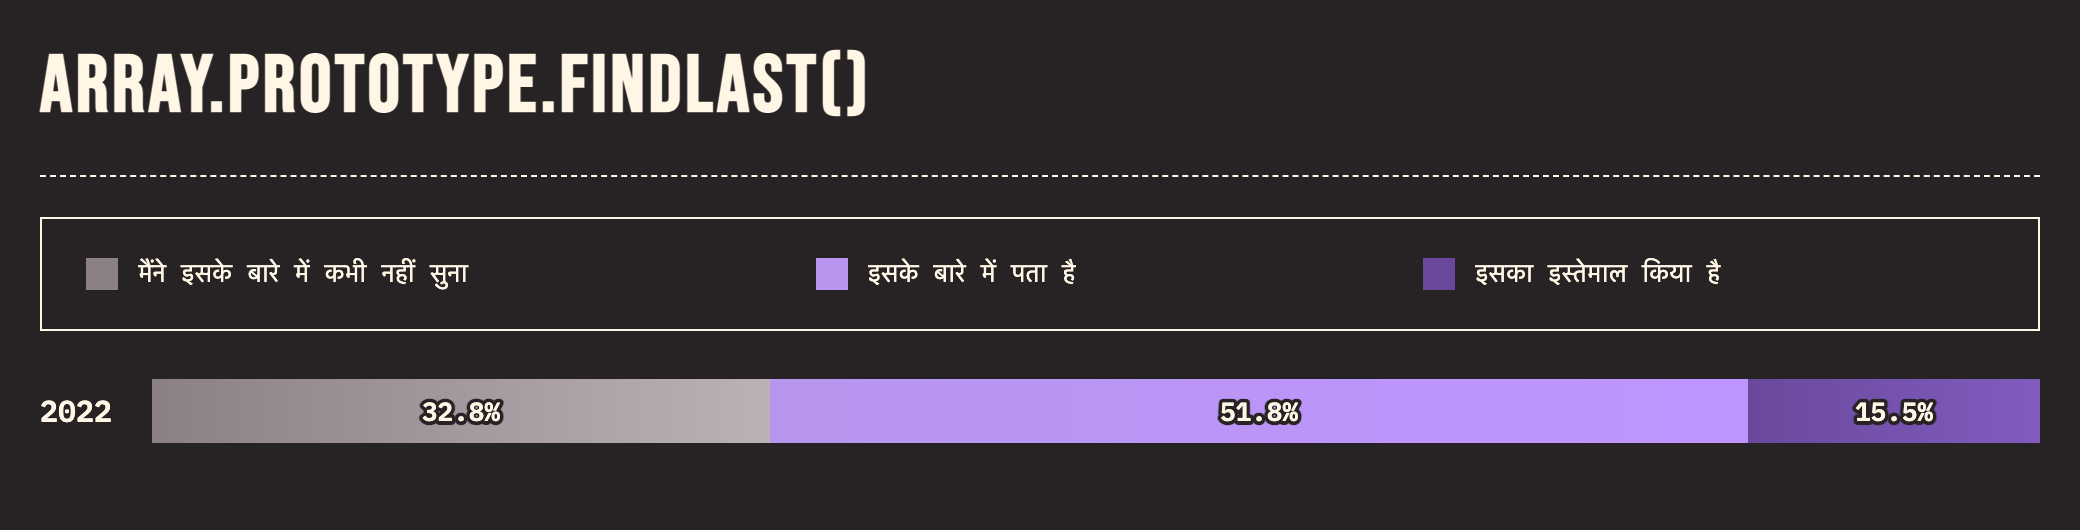 ARRAY.PROTOTYPE.FINDLAST()
मैंने इसके बारे में कभी नहीं सुना इसके बारे में पता है इसका इस्तेमाल किया है
2022 32.8% 51.8% 15.5%